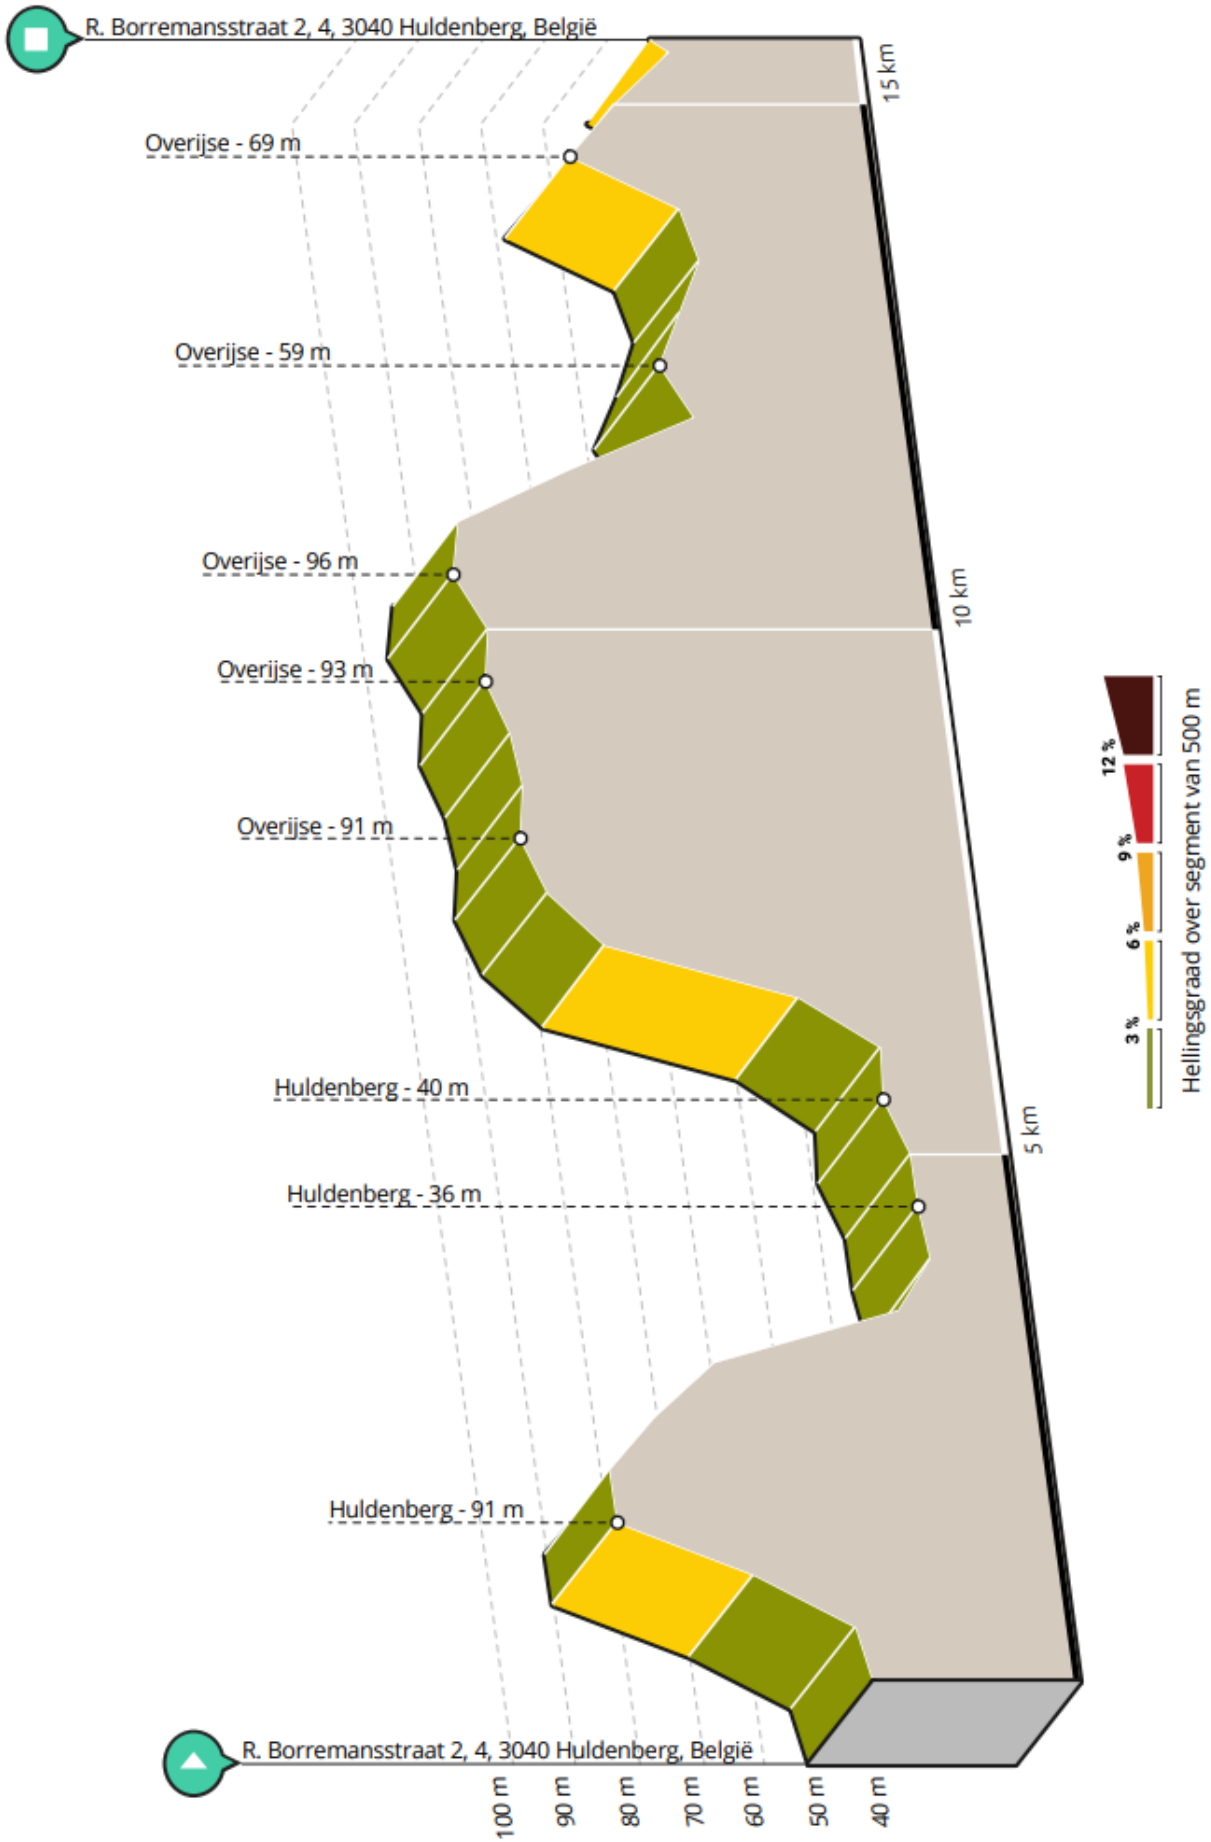 R. Borremansstraat 2, 4, 3040 Huldenberg, België
15 km
Overijse - 69 m
Overijse - 59 m
Overijse - 96 m
10 km
Overijse - 93 m
Overijse - 91 m
Huldenberg - 40 m
5 km
Huldenberg - 36 m
Huldenberg - 91 m
R. Borremansstraat 2, 4, 3040 Huldenberg, België
100 m
90 m
80 m
70 m
60 m
50 m
40 m
3 %
6 %
9 %
12 %
Hellingsgraad over segment van 500 m